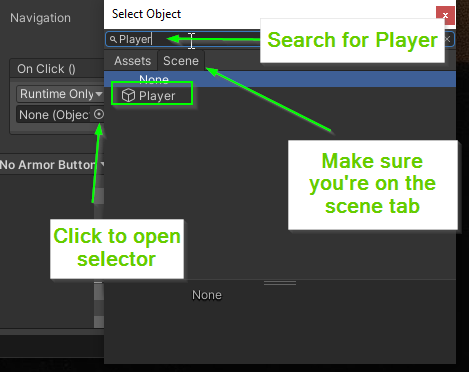 Navigation
Select Object
x
Player
Search for Player
Assets Scene
On Click ()
None
Runtime Only
Player
None (Objec
No Armor Button
Make sure
you're on the
scene tab
Click to open
selector
None